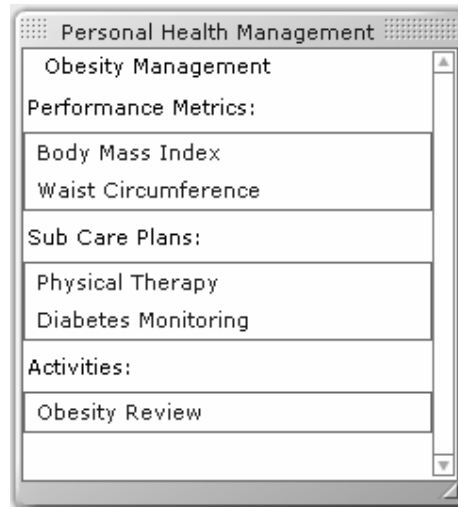 Personal Health Management
Obesity Management
Performance Metrics:
Body Mass Index
Waist Circumference
Sub Care Plans:
Physical Therapy
Diabetes Monitoring
Activities:
Obesity Review